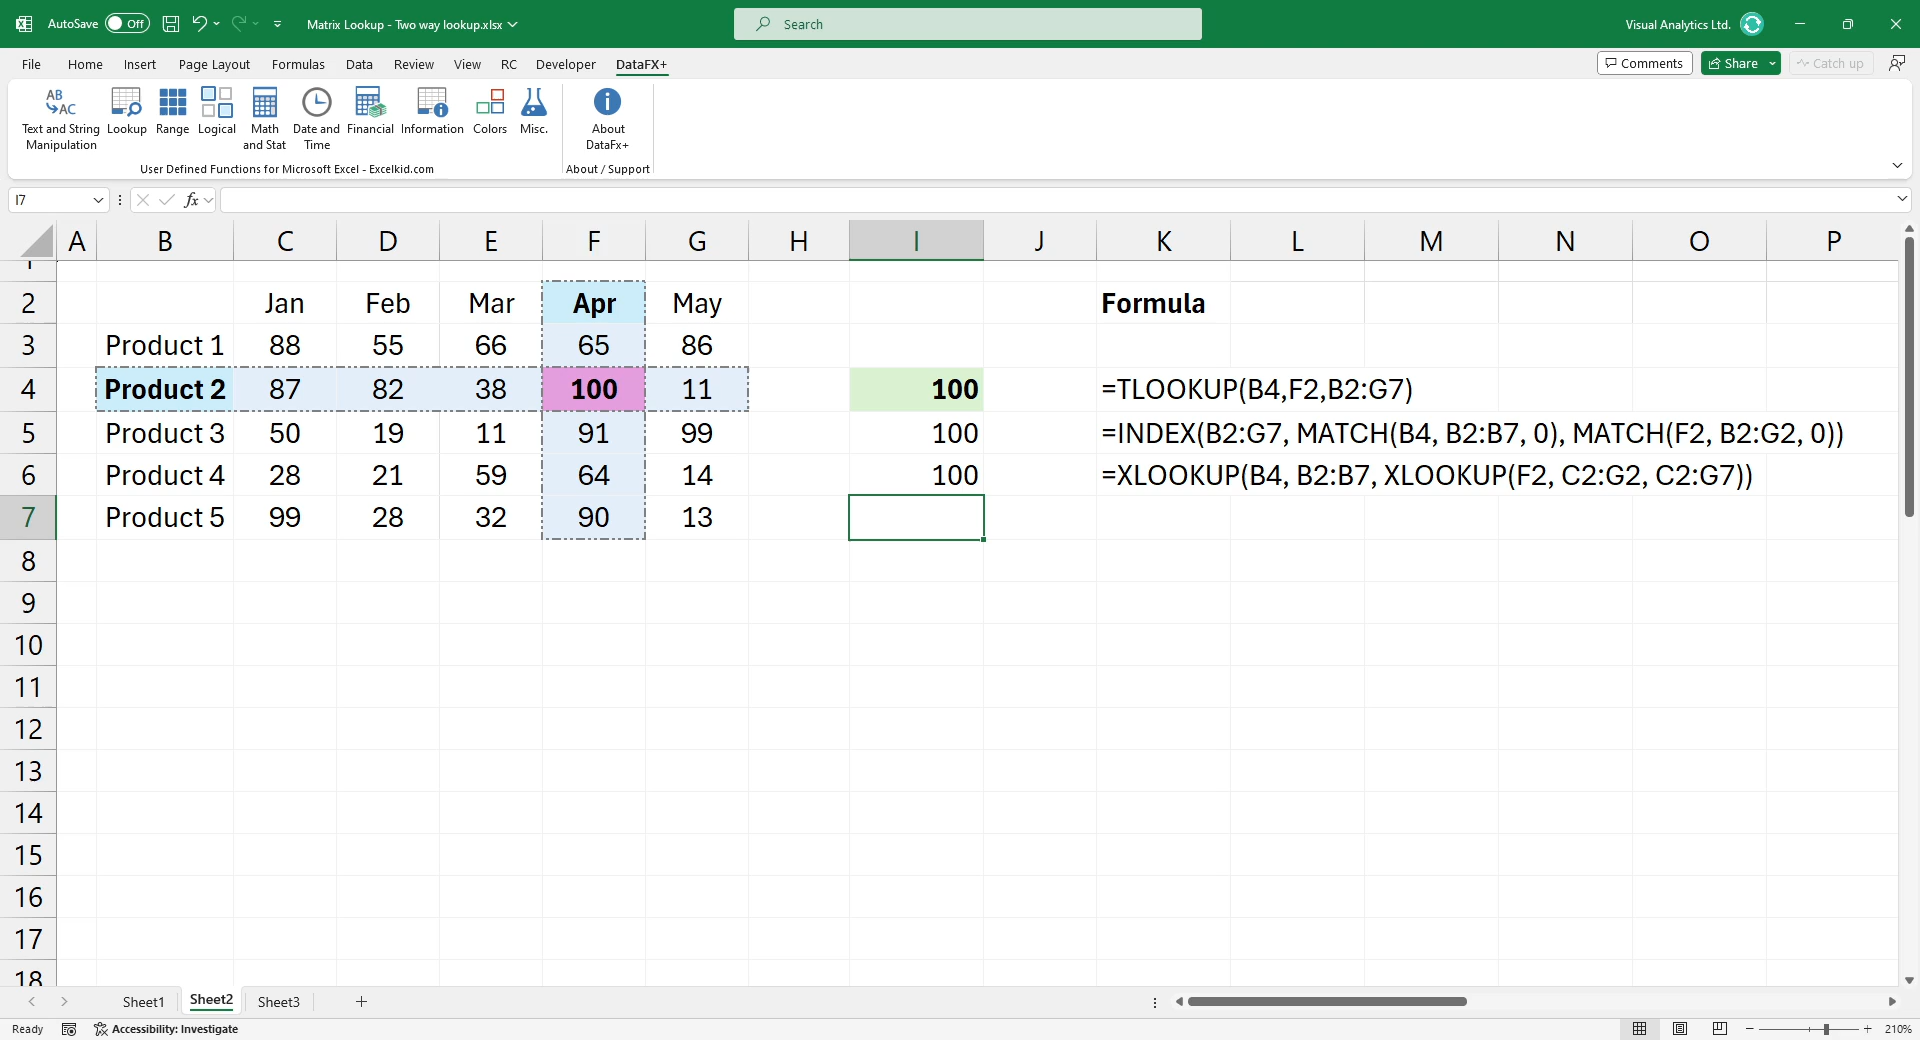 AutoSave Off Matrix Lookup - Two way lookup.xlsx Search Visual Analytics Ltd.
File Home Insert Page Layout Formulas Data Review View RC Developer DataFX+ Comments Share Catch up
AB
AC
Text and String Manipulation Lookup Range Logical Math and Stat Date and Time Financial Information Colors Misc. About DataFx+
User Defined Functions for Microsoft Excel - Excelkid.com About / Support
I7 fx
A B C D E F G H I J K L M N O P
1
2 Jan Feb Mar Apr May Formula
3 Product 1 88 55 66 65 86
4 Product 2 87 82 38 100 11 100 =TLOOKUP(B4,F2,B2:G7)
5 Product 3 50 19 11 91 99 100 =INDEX(B2:G7, MATCH(B4, B2:B7, 0), MATCH(F2, B2:G2, 0))
6 Product 4 28 21 59 64 14 100 =XLOOKUP(B4, B2:B7, XLOOKUP(F2, C2:G2, C2:G7))
7 Product 5 99 28 32 90 13
8
9
10
11
12
13
14
15
16
17
18
Sheet1 Sheet2 Sheet3
Ready Accessibility: Investigate 210%